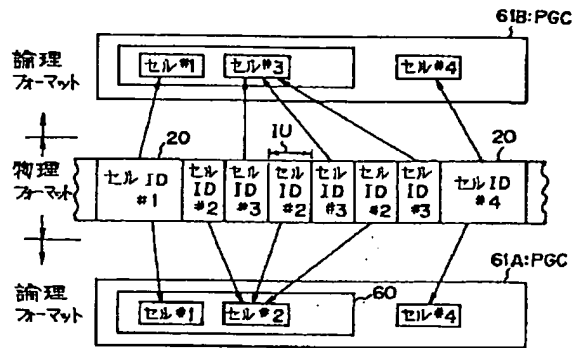 61B:PGC
論理
フォーマット
セル#1
セル#3
セル#4
20
IU
20
物理
フォーマット
セル ID #1
セル ID #2
セル ID #3
セル ID #2
セル ID #3
セル ID #2
セル ID #3
セル ID #4
61A:PGC
論理
フォーマット
60
セル#1
セル#2
セル#4